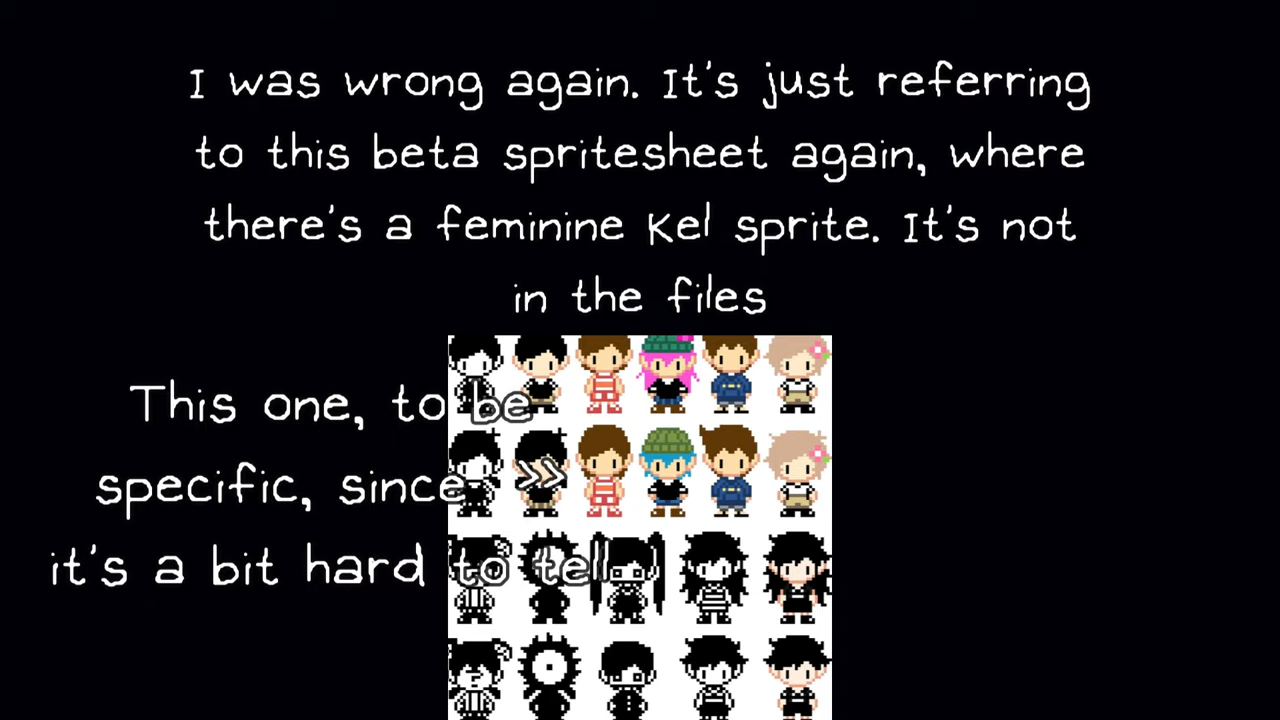 I was wrong again. It's just referring
to this beta spritesheet again, where
there's a feminine Kel sprite. It's not
in the files
This one, to be
specific, since >>
it's a bit hard to tell